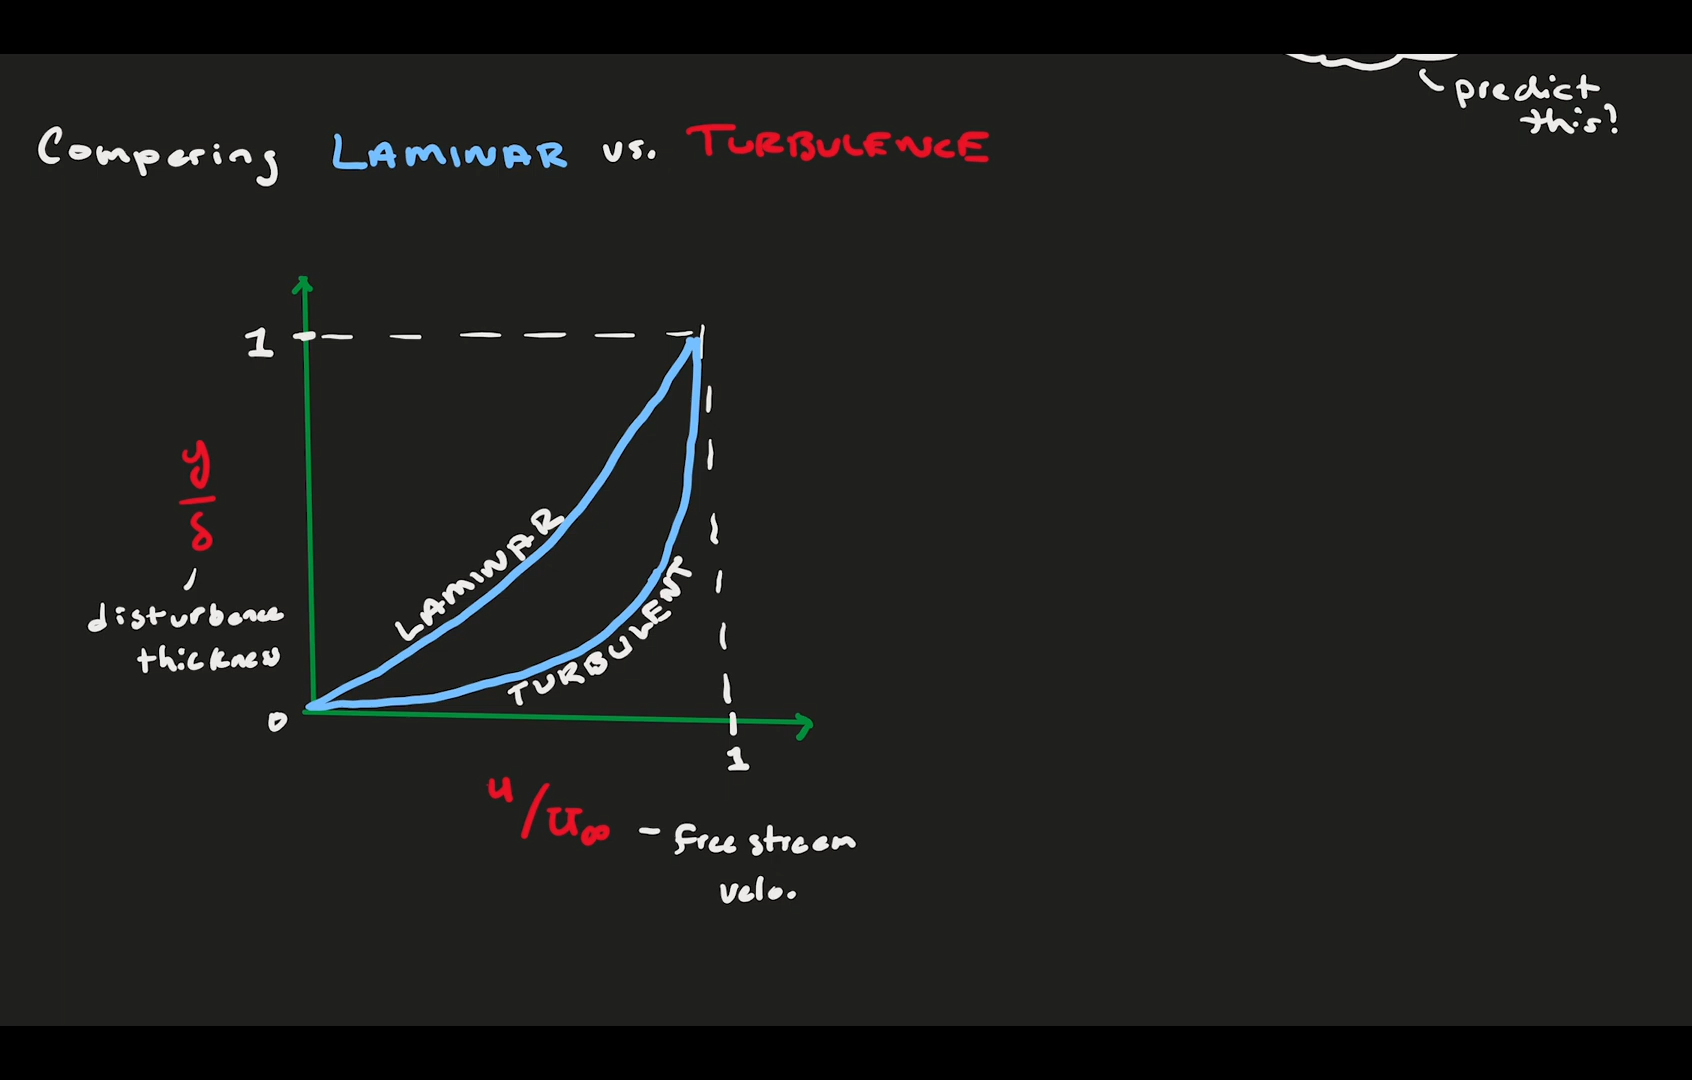 predict
this?
Comparing LAMINAR vs. TURBULENCE
1
y
δ
LAMINAR
disturbance
thickness
TURBULENT
0
1
u/U∞ - free stream
velo.